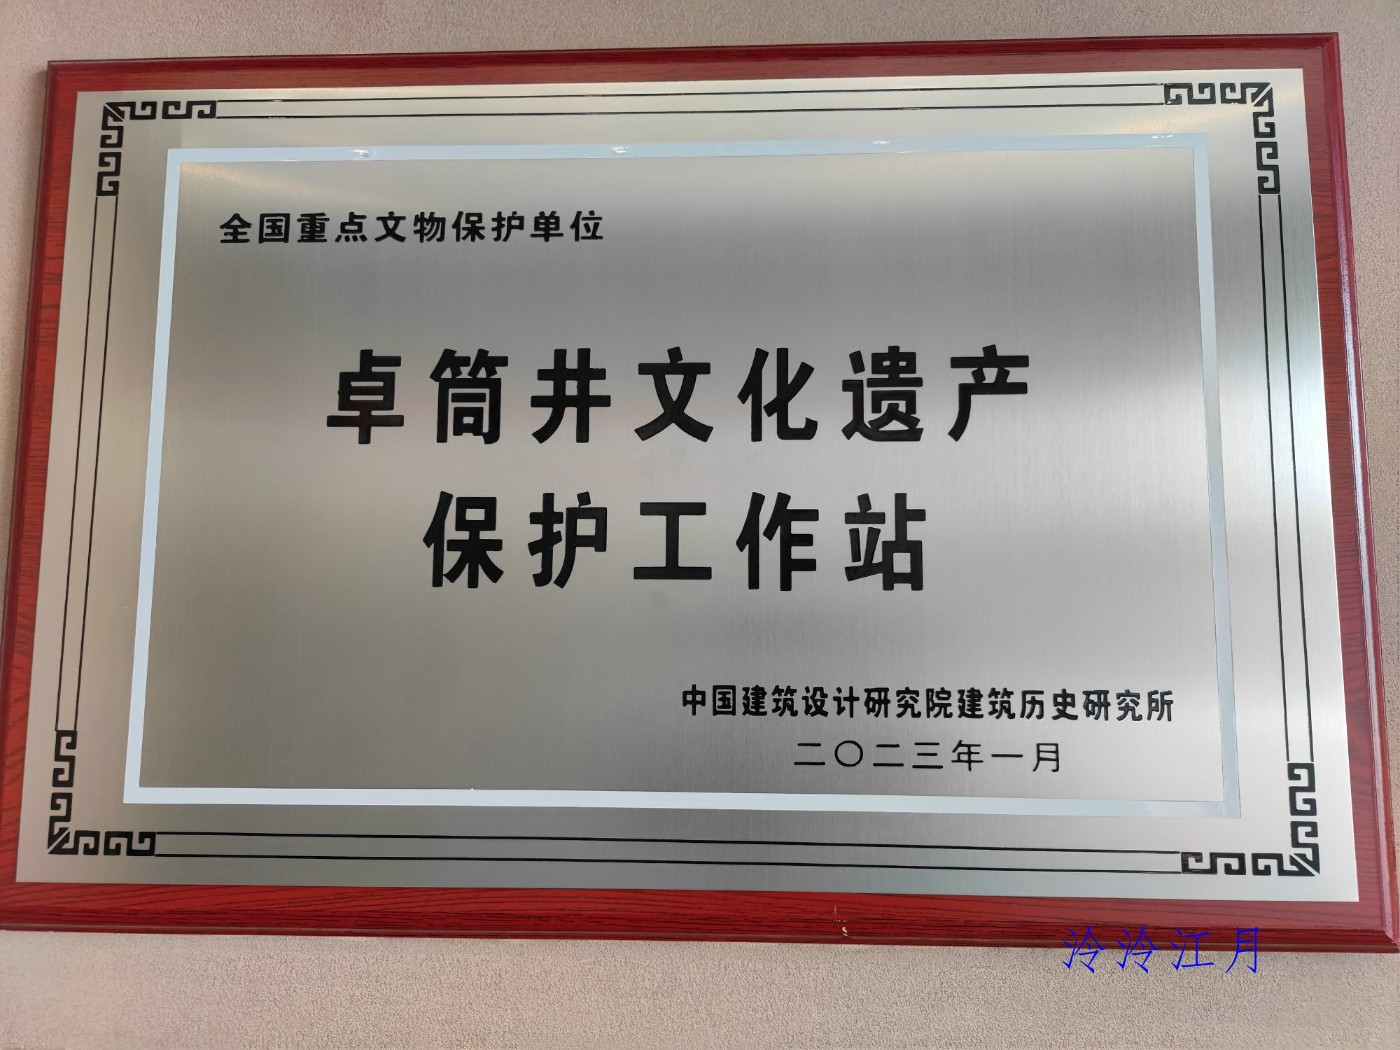 全国重点文物保护单位
卓筒井文化遗产
保护工作站
中国建筑设计研究院建筑历史研究所
二〇二三年一月
泠泠江月